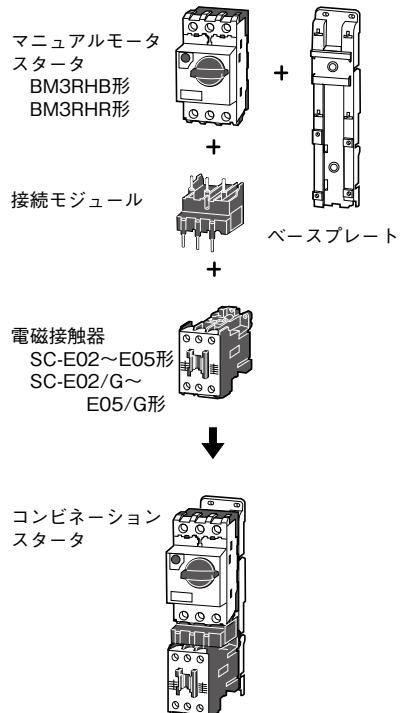 マニュアルモータ
スタータ
BM3RHB形
BM3RHR形
+
+
接続モジュール
ベースプレート
+
電磁接触器
SC-E02～E05形
SC-E02/G～
E05/G形
コンビネーション
スタータ